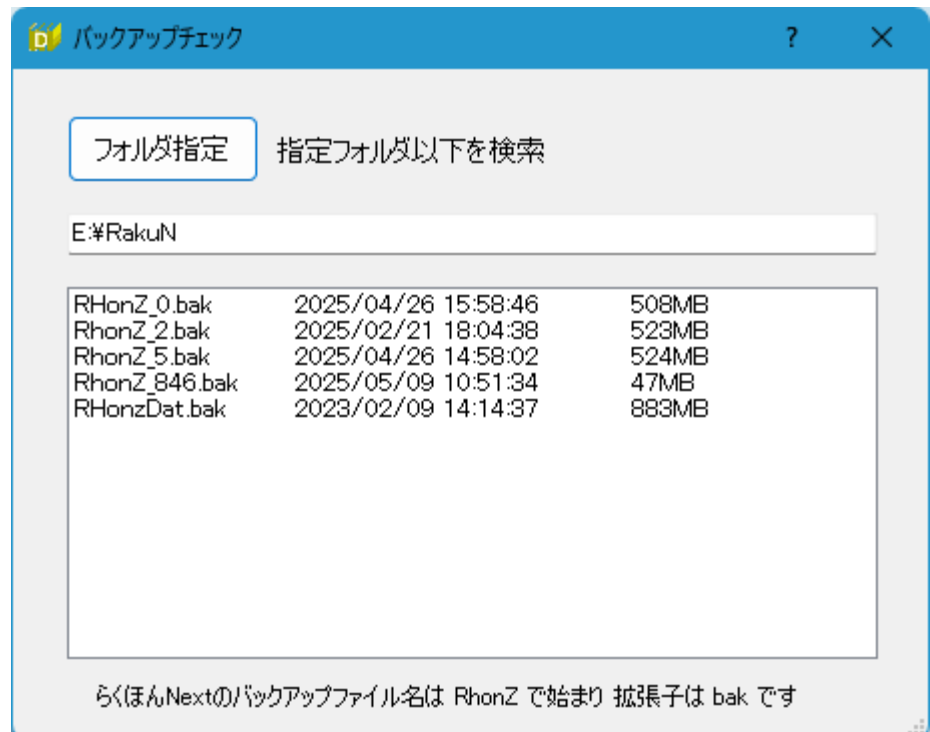 バックアップチェック
フォルダ指定 指定フォルダ以下を検索
E:¥RakuN
RHonZ_0.bak 2025/04/26 15:58:46 508MB
RhonZ_2.bak 2025/02/21 18:04:38 523MB
RhonZ_5.bak 2025/04/26 14:58:02 524MB
RhonZ_846.bak 2025/05/09 10:51:34 47MB
RHonzDat.bak 2023/02/09 14:14:37 883MB
らくほんNextのバックアップファイル名は RhonZ で始まり 拡張子は bak です